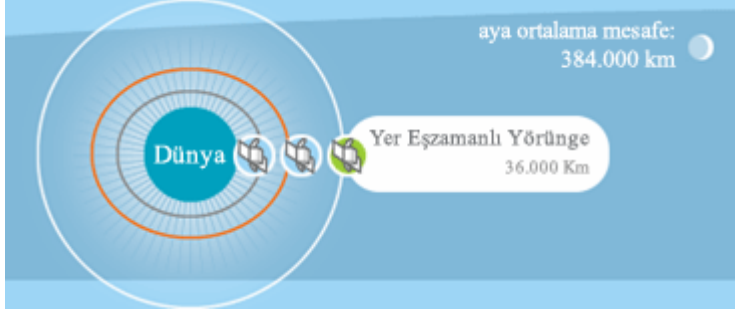 aya ortalama mesafe:
384.000 km
Dünya
Yer Eşzamanlı Yörünge
36.000 Km